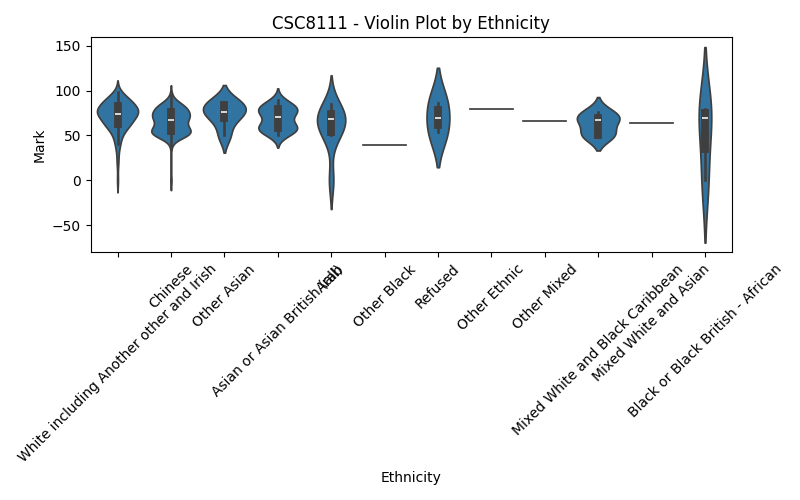 CSC8111 - Violin Plot by Ethnicity
Mark
150
100
50
0
−50
White including Another other and Irish
Chinese
Other Asian
Asian or Asian British Indi
Arab
Other Black
Refused
Other Ethnic
Other Mixed
Mixed White and Black Caribbean
Mixed White and Asian
Black or Black British - African
Ethnicity